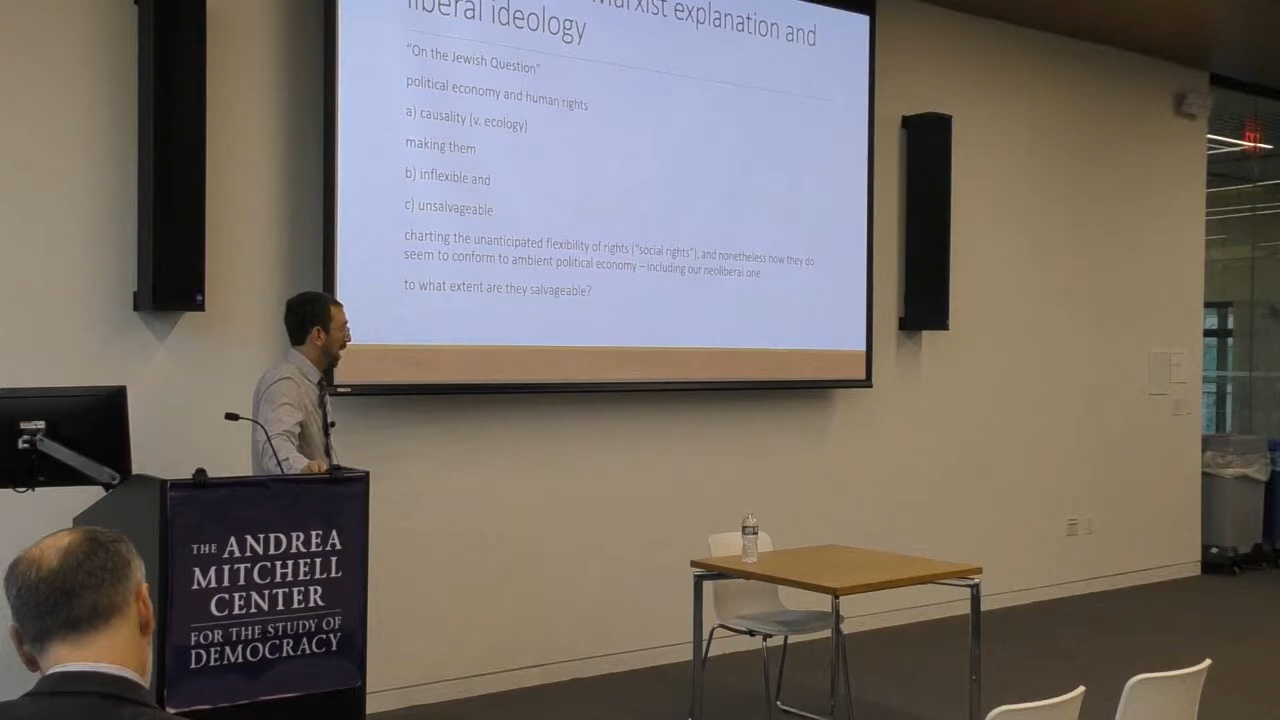 Marxist explanation and
liberal ideology
"On the Jewish Question"
political economy and human rights
a) causality (v. ecology)
making them
b) inflexible and
c) unsalvageable
charting the unanticipated flexibility of rights ("social rights"), and nonetheless now they do
seem to conform to ambient political economy – including our neoliberal one
to what extent are they salvageable?
THE ANDREA
MITCHELL
CENTER
FOR THE STUDY OF
DEMOCRACY